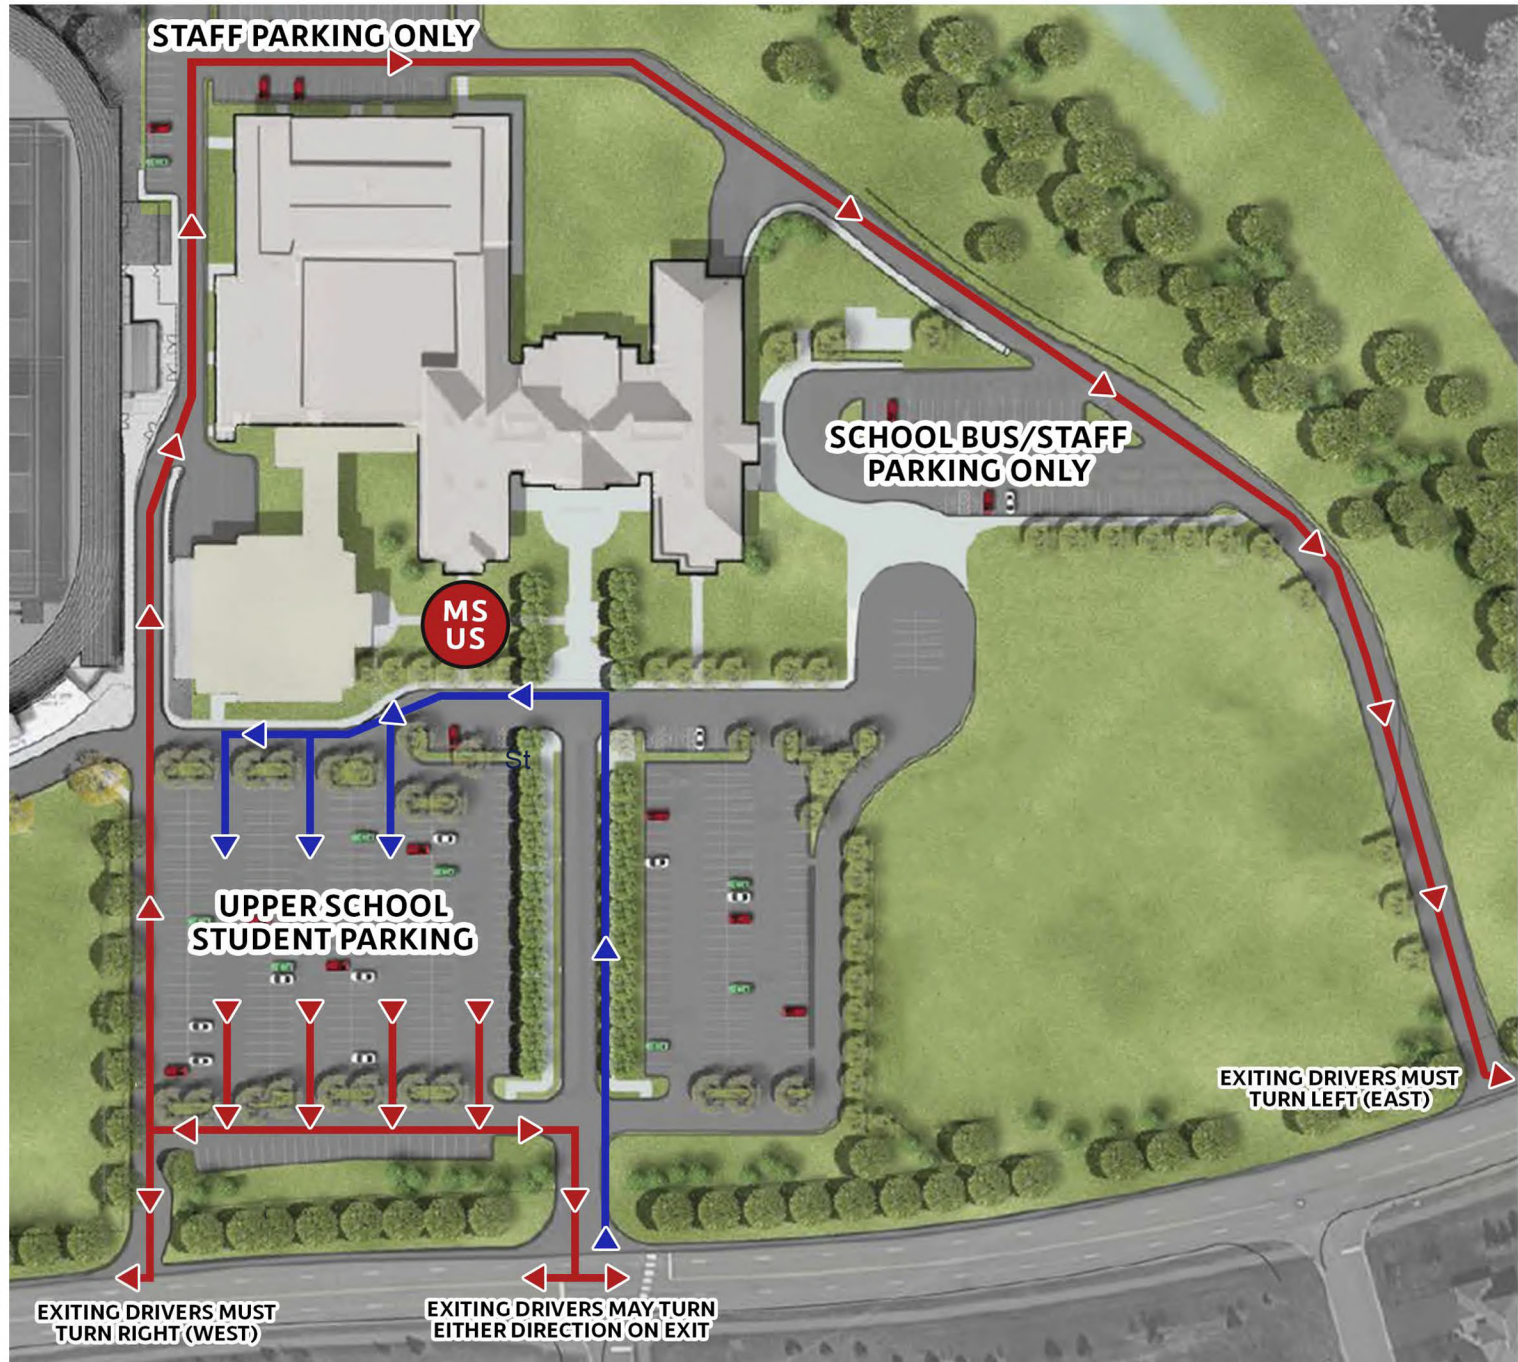 STAFF PARKING ONLY
SCHOOL BUS/STAFF
PARKING ONLY
MS
US
St
UPPER SCHOOL
STUDENT PARKING
EXITING DRIVERS MUST
TURN LEFT (EAST)
EXITING DRIVERS MUST
TURN RIGHT (WEST)
EXITING DRIVERS MAY TURN
EITHER DIRECTION ON EXIT